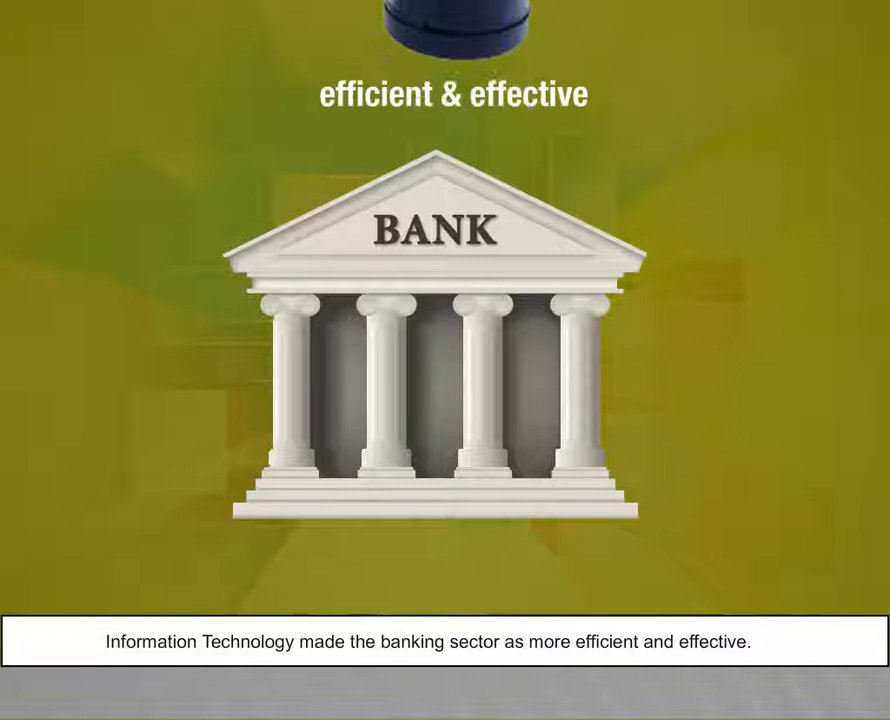 efficient & effective
BANK
Information Technology made the banking sector as more efficient and effective.